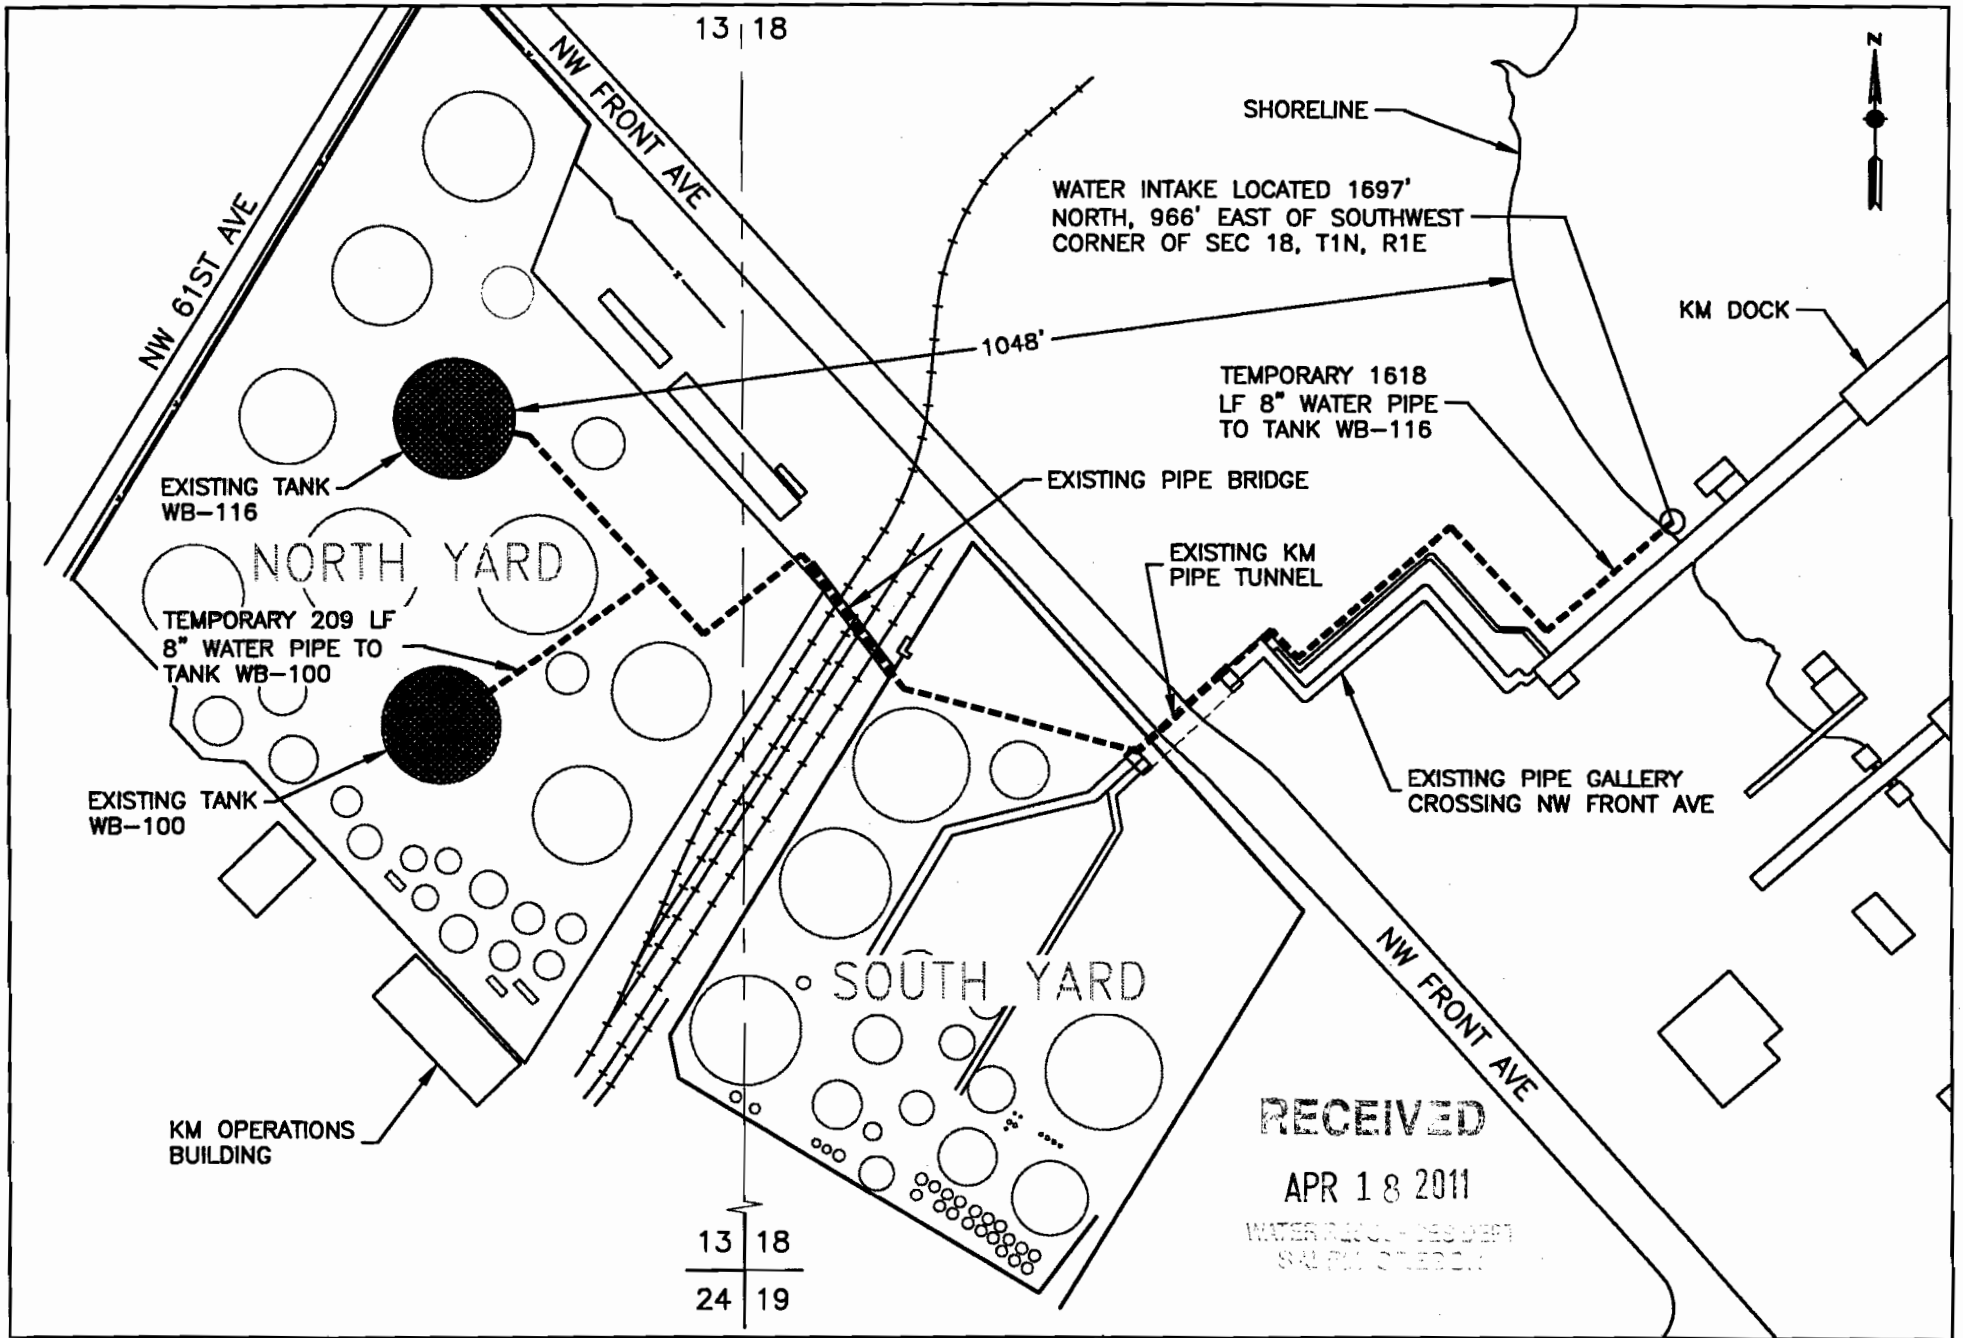 13 18
N
NW FRONT AVE
SHORELINE
WATER INTAKE LOCATED 1697'
NORTH, 966' EAST OF SOUTHWEST
CORNER OF SEC 18, T1N, R1E
NW 61ST AVE
KM DOCK
1048'
TEMPORARY 1618
LF 8" WATER PIPE
TO TANK WB-116
EXISTING TANK
WB-116
EXISTING PIPE BRIDGE
NORTH YARD
EXISTING KM
PIPE TUNNEL
TEMPORARY 209 LF
8" WATER PIPE TO
TANK WB-100
EXISTING TANK
WB-100
EXISTING PIPE GALLERY
CROSSING NW FRONT AVE
SOUTH YARD
NW FRONT AVE
KM OPERATIONS
BUILDING
RECEIVED
APR 18 2011
WATER DEPT
13 18
24 19